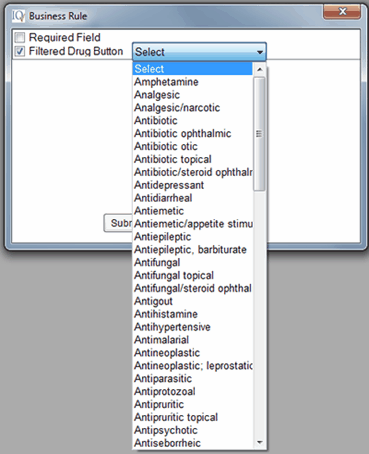 IQ Business Rule
Required Field
Filtered Drug Button Select
Select
Amphetamine
Analgesic
Analgesic/narcotic
Antibiotic
Antibiotic ophthalmic
Antibiotic otic
Antibiotic topical
Antibiotic/steroid ophthalm
Antidepressant
Antidiarrheal
Antiemetic
Subm
Antiemetic/appetite stimu
Antiepileptic
Antiepileptic, barbiturate
Antifungal
Antifungal topical
Antifungal/steroid ophthal
Antigout
Antihistamine
Antihypertensive
Antimalarial
Antineoplastic
Antineoplastic; leprostatic
Antiparasitic
Antiprotozoal
Antipruritic
Antipruritic topical
Antipsychotic
Antiseborrheic